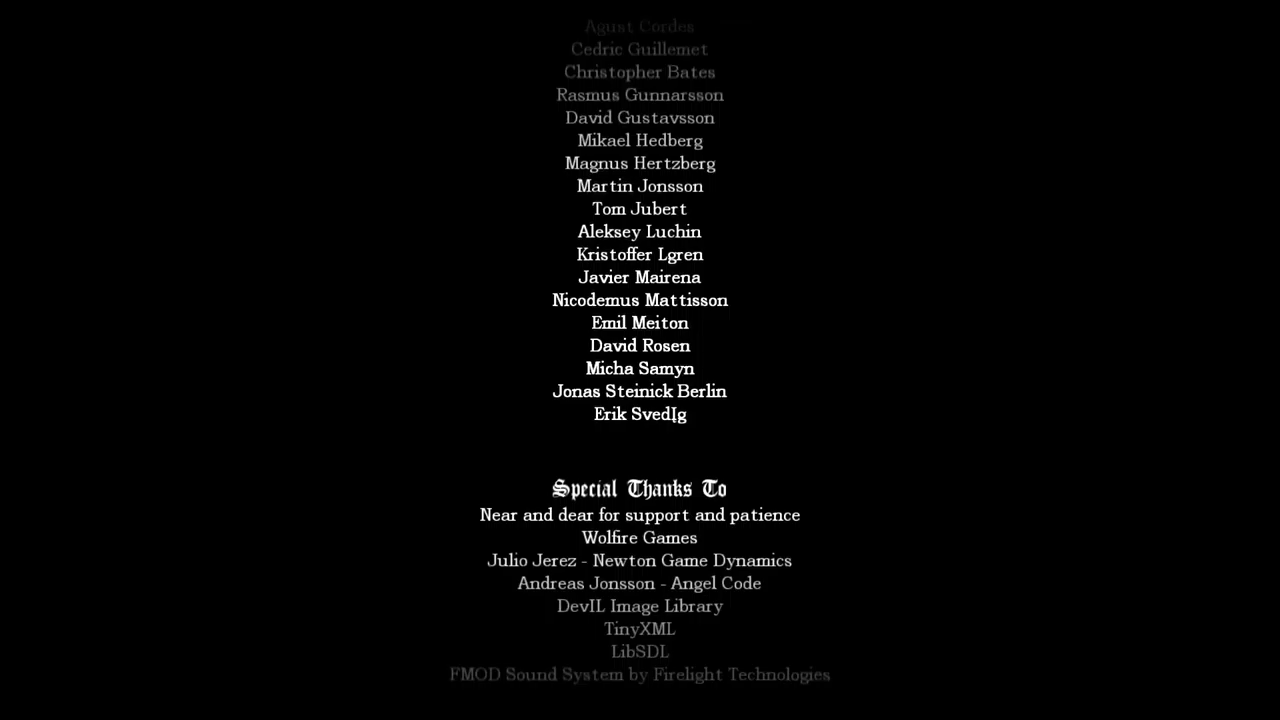 Agust Cordes
Cedric Guillemet
Christopher Bates
Rasmus Gunnarsson
David Gustavsson
Mikael Hedberg
Magnus Hertzberg
Martin Jonsson
Tom Jubert
Aleksey Luchin
Kristoffer Lgren
Javier Mairena
Nicodemus Mattisson
Emil Meiton
David Rosen
Micha Samyn
Jonas Steinick Berlin
Erik SvedĮg
Special Thanks To
Near and dear for support and patience
Wolfire Games
Julio Jerez - Newton Game Dynamics
Andreas Jonsson - Angel Code
DevIL Image Library
TinyXML
LibSDL
FMOD Sound System by Firelight Technologies